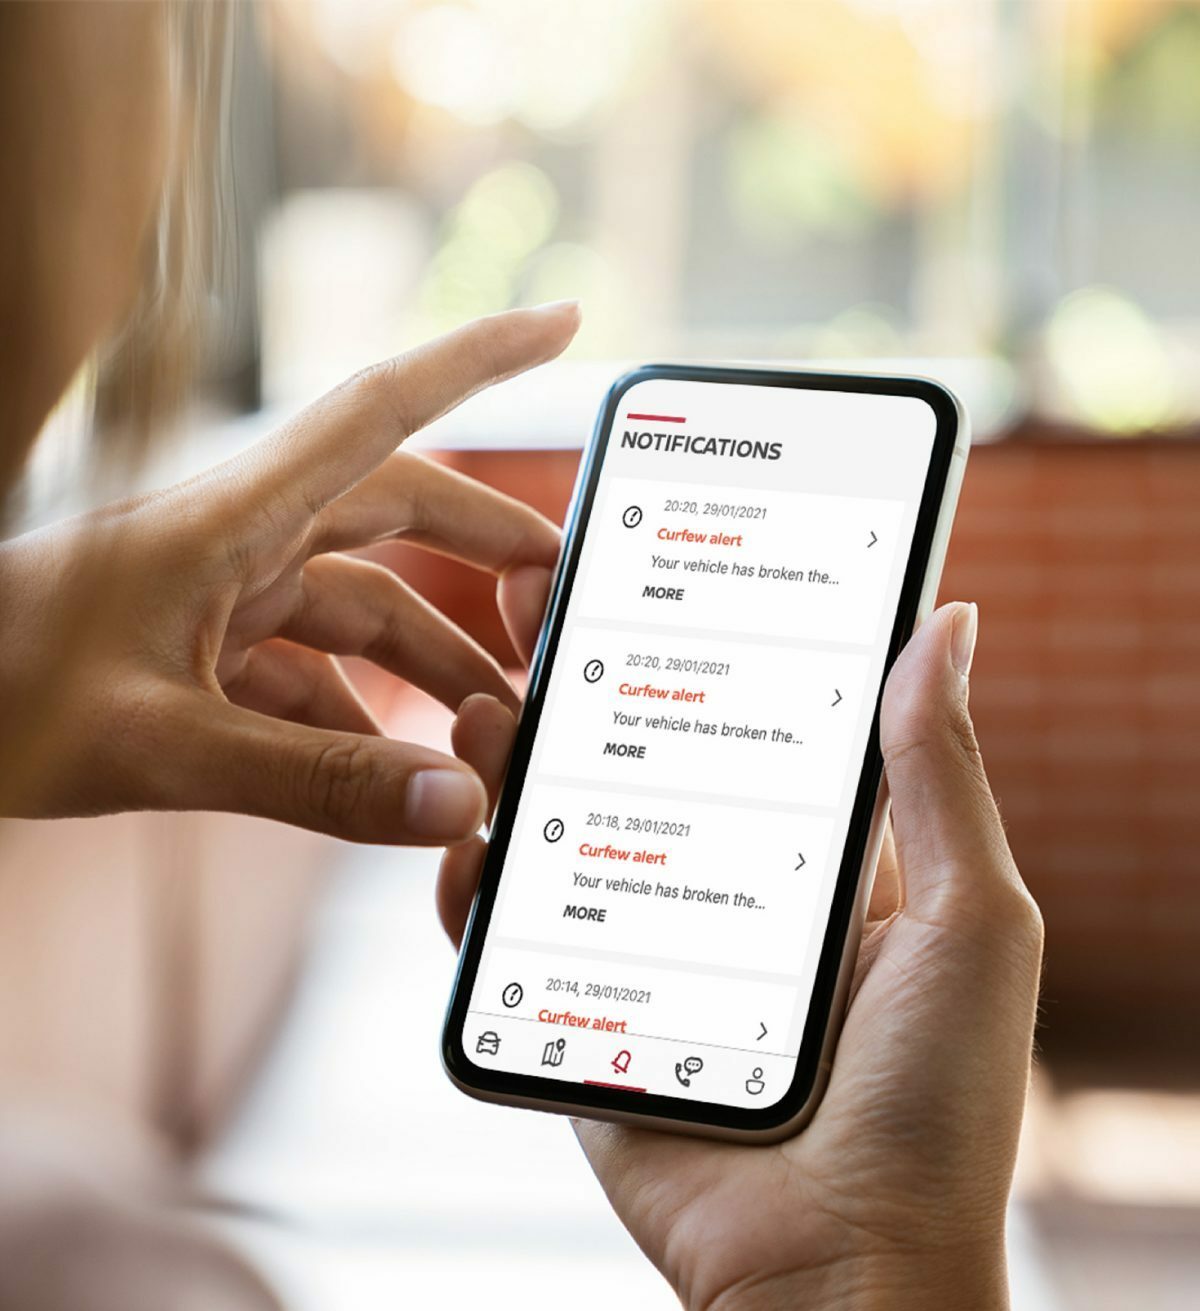 NOTIFICATIONS
20:20, 29/01/2021
Curfew alert
Your vehicle has broken the...
MORE
20:20, 29/01/2021
Curfew alert
Your vehicle has broken the...
MORE
20:18, 29/01/2021
Curfew alert
Your vehicle has broken the...
MORE
20:14, 29/01/2021
Curfew alert